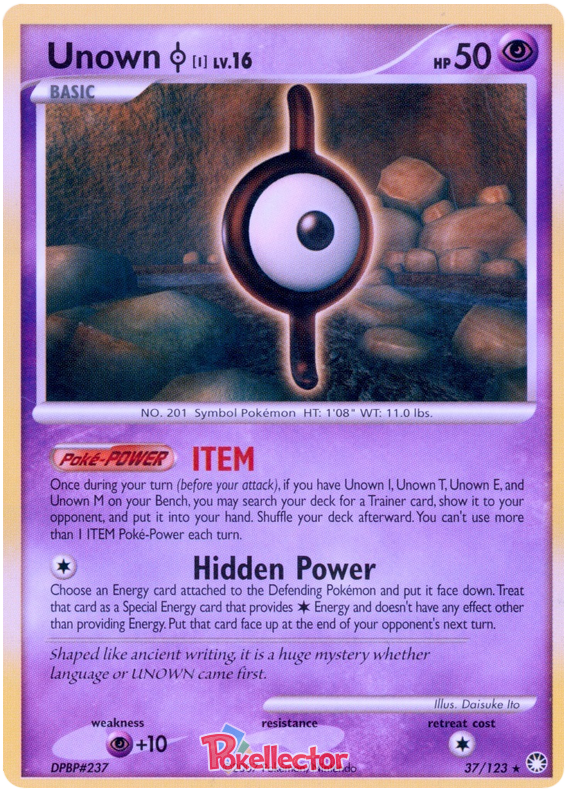 Unown [I] LV.16 HP 50
BASIC
NO. 201 Symbol Pokémon HT: 1'08" WT: 11.0 lbs.
Poké-POWER ITEM
Once during your turn (before your attack), if you have Unown I, Unown T, Unown E, and
Unown M on your Bench, you may search your deck for a Trainer card, show it to your
opponent, and put it into your hand. Shuffle your deck afterward. You can't use more
than 1 ITEM Poké-Power each turn.
Hidden Power
Choose an Energy card attached to the Defending Pokémon and put it face down. Treat
that card as a Special Energy card that provides Energy and doesn't have any effect other
than providing Energy. Put that card face up at the end of your opponent's next turn.
Shaped like ancient writing, it is a huge mystery whether
language or UNOWN came first.
Illus. Daisuke Ito
weakness resistance retreat cost
+10
Pokellector
DPBP#237 37/123